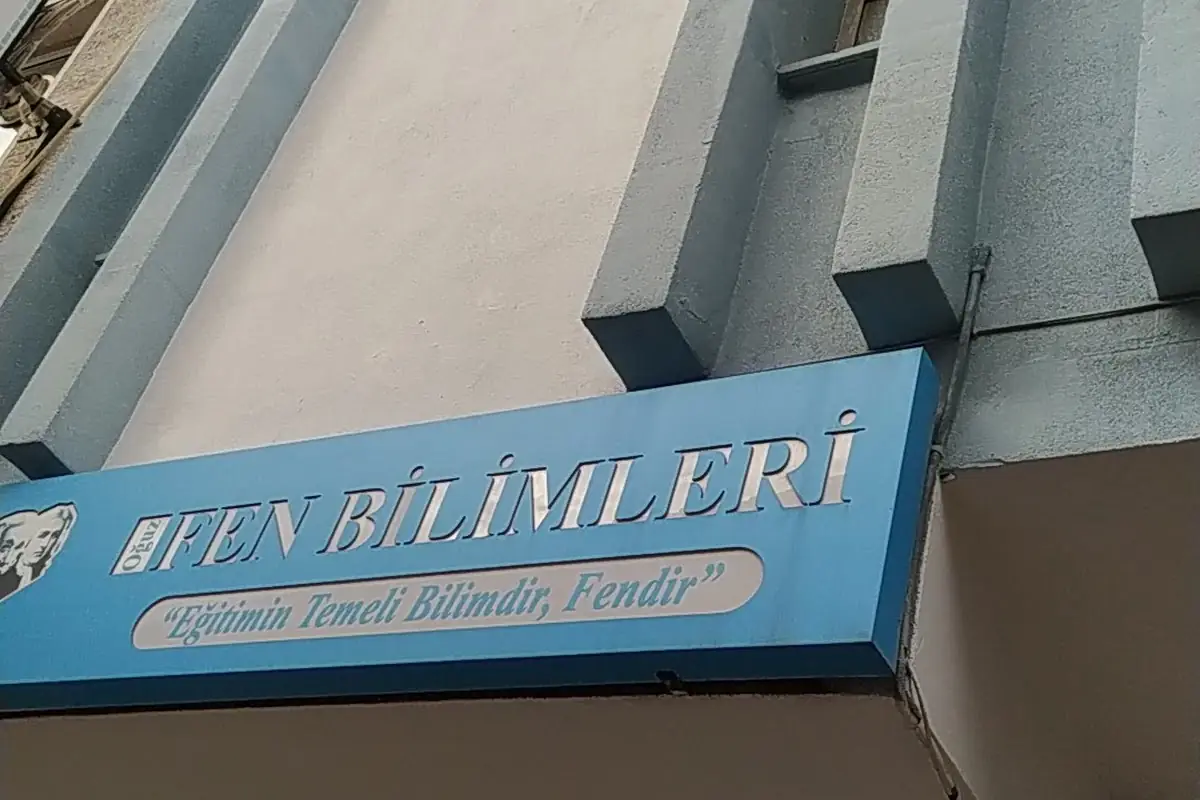 Oğuz FEN BİLİMLERİ
"Eğitimin Temeli Bilimdir, Fendir"